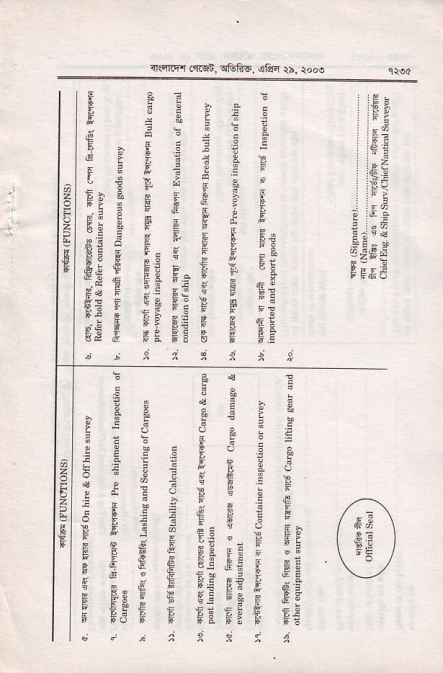 বাংলাদেশ গেজেট, অতিরিক্ত, এপ্রিল ২৯, ২০০৩ ৭২৩৫
কার্যক্রম (FUNCTIONS)
৫. অন হায়ার এবং অফ হায়ার সার্ভে On hire & Off hire survey
৭. কার্গোসমূহের প্রি-শিপমেন্ট ইন্সপেকশন Pre shipment Inspection of
Cargoes
৯. কার্গোর ল্যাসিং ও সিকিউরিং Lashing and Securing of Cargoes
১১. কার্গো ভর্তি ষ্ট্যাবিলিটি হিসাব Stability Calculation
১৩. কার্গো এবং কার্গো হোল্ডের পোষ্ট ল্যান্ডিং সার্ভে এবং ইন্সপেকশন Cargo & cargo
post landing Inspection
১৫. কার্গো ড্যামেজ নিরূপন ও এভারেজ এডজাষ্টমেন্ট Cargo damage &
everage adjustment
১৭. কন্টেইনার ইন্সপেকশন বা সার্ভে Container inspection or survey
১৯. কার্গো লিফটিং গিয়ার ও অন্যান্য যন্ত্রপাতি সার্ভে Cargo lifting gear and
other equipment survey
কার্যক্রম (FUNCTIONS)
৬. হোল্ড, কন্টেইনার, রিফ্রিজারেটেড চেম্বার, কার্গো স্পেস প্রি-লোডিং ইন্সপেকশন
Refer hold & Refer container survey
৮. বিপজ্জনক পণ্য সামগ্রী পরিবহন Dangerous goods survey
১০. বাল্ক কার্গো এবং গুদামজাত শস্যসহ সমুদ্র যাত্রার পূর্বে ইন্সপেকশন Bulk cargo
pre-voyage inspection
১২. জাহাজের সাধারণ অবস্থা এবং মূল্যায়ন নিরূপণ Evaluation of general
condition of ship
১৪. ব্রেক বাল্ক সার্ভে এবং কার্গোর সাধারণ অবস্থান নিরূপন Break bulk survey
১৬. জাহাজের সমুদ্র যাত্রার পূর্বে ইন্সপেকশন Pre-voyage inspection of ship
১৮. আমদানী বা রপ্তানী যোগ্য মালের ইন্সপেকশন বা সার্ভে Inspection of
imported and export goods
২০.
দাপ্তরিক সীল
Official Seal
স্বাক্ষর (Signature)..............................
নাম (Name)..............................
চীপ ইঞ্জিঃ এন্ড শিপ সার্ভেঃ/চীফ নটিক্যাল সার্ভেয়ার
Chief Eng. & Ship Surv./Chief Nautical Surveyor